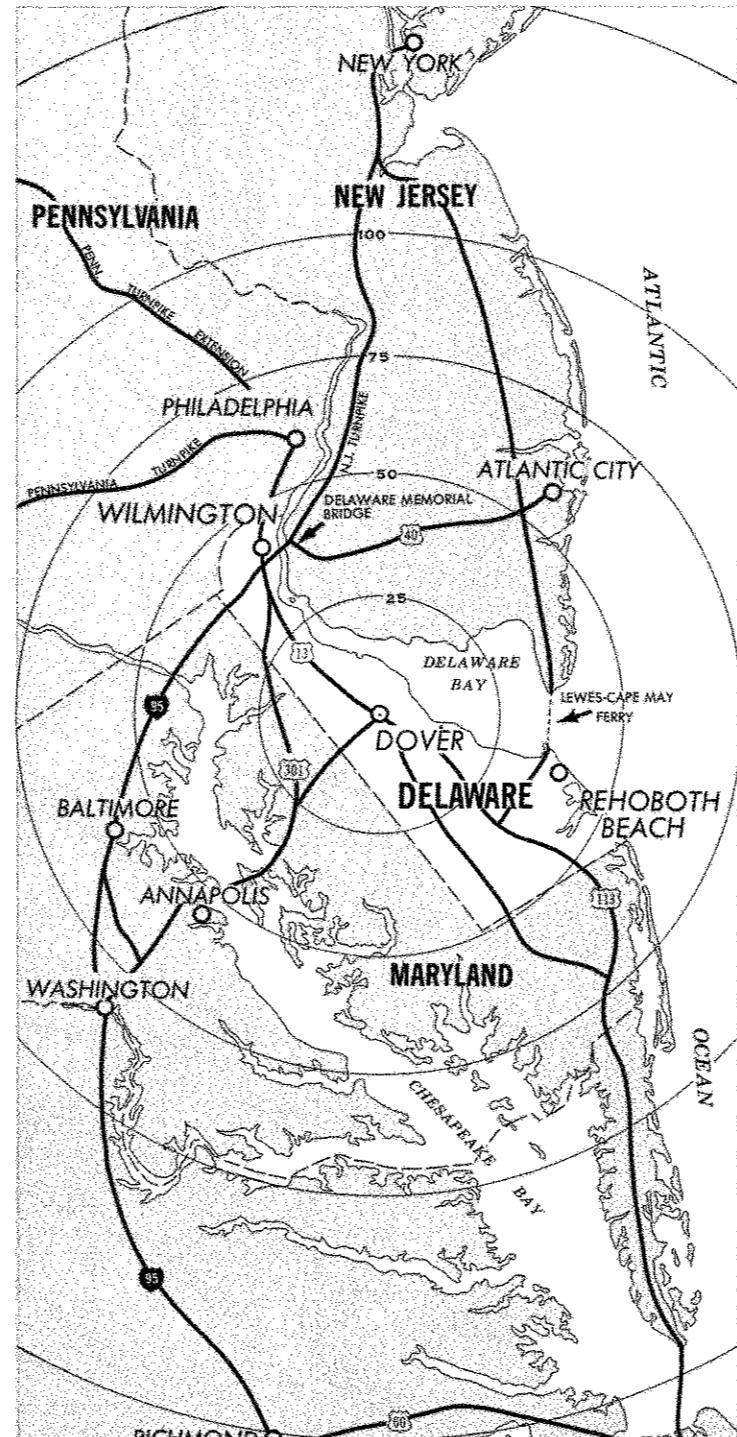 NEW YORK
NEW JERSEY
PENNSYLVANIA
100
PENN.
TURNPIKE
EXTENSION
ATLANTIC
75
PHILADELPHIA
N.J. TURNPIKE
PENNSYLVANIA TURNPIKE
50
ATLANTIC CITY
WILMINGTON
DELAWARE MEMORIAL
BRIDGE
40
25
13
DELAWARE
BAY
LEWES-CAPE MAY
FERRY
95
DOVER
301
DELAWARE
REHOBOTH
BEACH
BALTIMORE
ANNAPOLIS
113
MARYLAND
WASHINGTON
OCEAN
CHESAPEAKE
BAY
95
60
RICHMOND